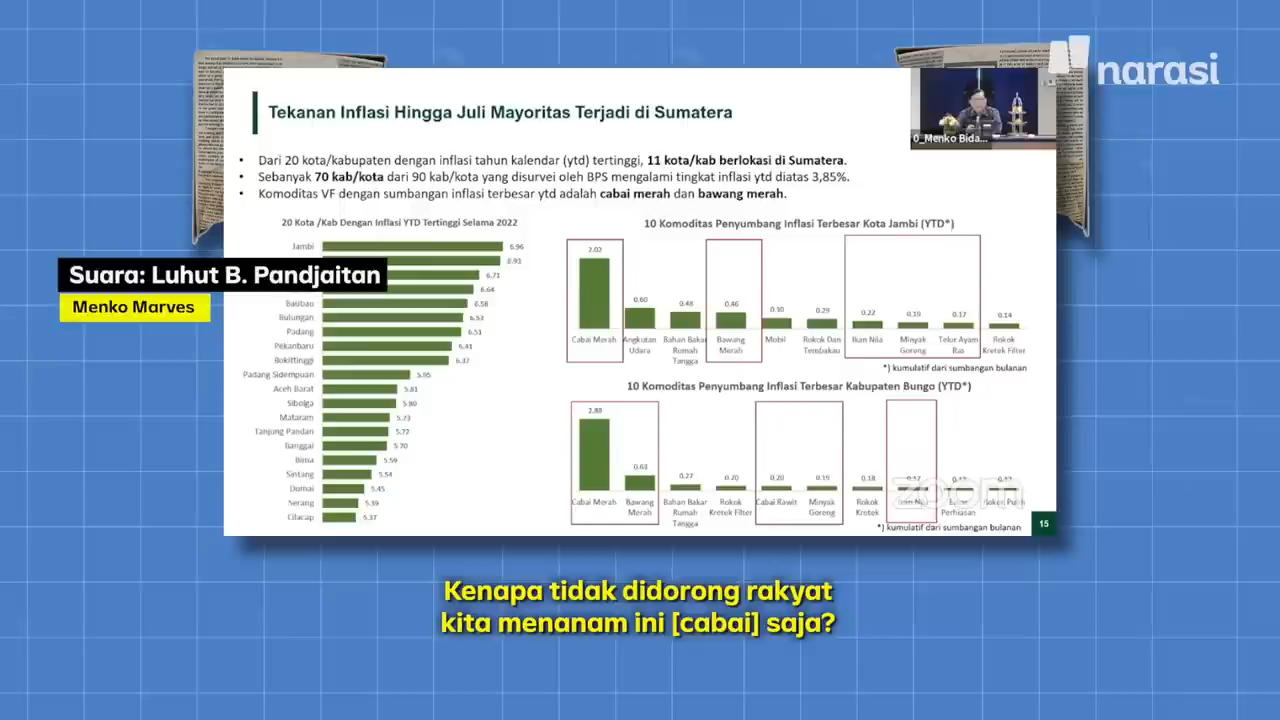 narasi
Tekanan Inflasi Hingga Juli Mayoritas Terjadi di Sumatera
0_Menko Bida...
• Dari 20 kota/kabupaten dengan inflasi tahun kalendar (ytd) tertinggi, 11 kota/kab berlokasi di Sumatera.
• Sebanyak 70 kab/kota dari 90 kab/kota yang disurvei oleh BPS mengalami tingkat inflasi ytd diatas 3,85%.
• Komoditas VF dengan sumbangan inflasi terbesar ytd adalah cabai merah dan bawang merah.
20 Kota /Kab Dengan Inflasi YTD Tertinggi Selama 2022
Jambi 6.96
6.91
6.71
6.64
Baubau 6.58
Bulungan 6.53
Padang 6.51
Pekanbaru 6.41
Bukittinggi 6.37
Padang Sidempuan 5.95
Aceh Barat 5.81
Sibolga 5.80
Mataram 5.73
Tanjung Pandan 5.72
Banggai 5.70
Bima 5.59
Sintang 5.54
Dumai 5.45
Serang 5.39
Cilacap 5.37
Suara: Luhut B. Pandjaitan
Menko Marves
10 Komoditas Penyumbang Inflasi Terbesar Kota Jambi (YTD*)
2.02 0.60 0.48 0.46 0.30 0.29 0.22 0.19 0.17 0.14
Cabai Merah Angkutan Bahan Bakar Bawang Mobil Rokok Dan Ikan Nila Minyak Telur Ayam Rokok
Udara Rumah Merah Tembakau Goreng Ras Kretek Filter
Tangga
*) kumulatif dari sumbangan bulanan
10 Komoditas Penyumbang Inflasi Terbesar Kabupaten Bungo (YTD*)
2.88 0.63 0.27 0.20 0.20 0.19 0.18 0.17
Cabai Merah Bawang Bahan Bakar Rokok Cabai Rawit Minyak Rokok
Merah Rumah Kretek Filter Goreng Kretek Perhiasan
Tangga
zoom
*) kumulatif dari sumbangan bulanan
15
Kenapa tidak didorong rakyat
kita menanam ini [cabai] saja?